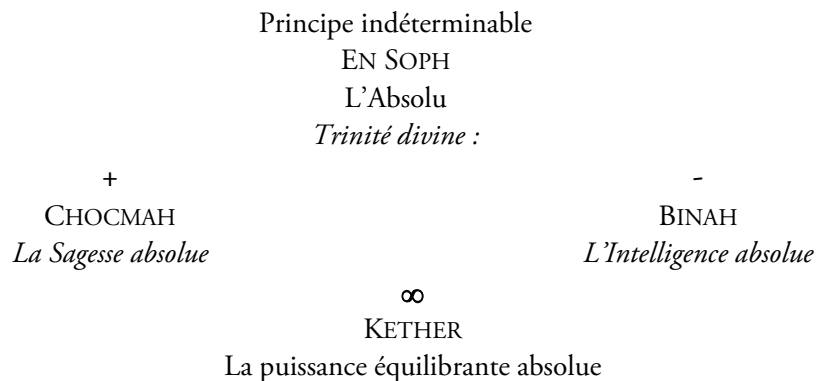 Principe indéterminable
EN SOPH
L’Absolu
Trinité divine :
+ -
CHOCMAH BINAH
La Sagesse absolue L’Intelligence absolue
∞
KETHER
La puissance équilibrante absolue